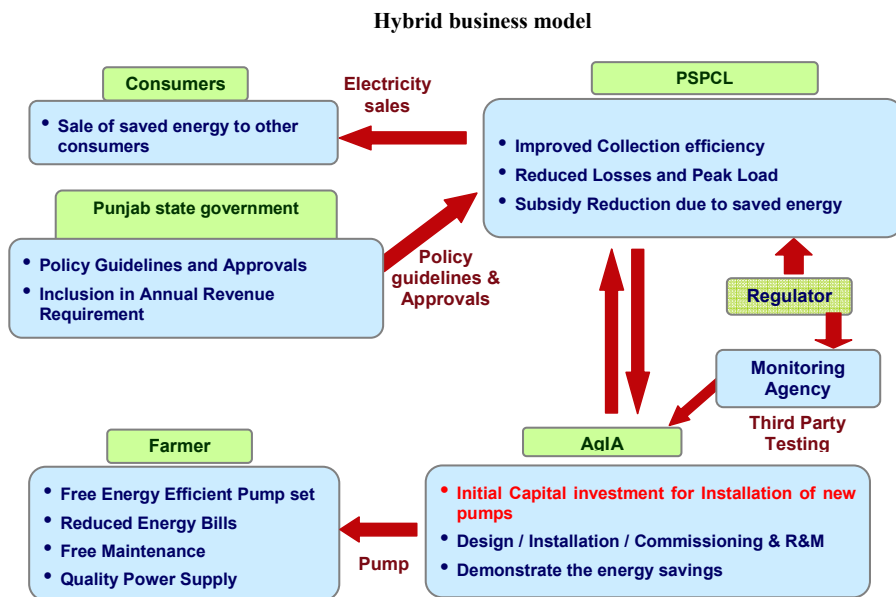 Hybrid business model
Consumers
• Sale of saved energy to other
consumers
Electricity
sales
PSPCL
• Improved Collection efficiency
• Reduced Losses and Peak Load
• Subsidy Reduction due to saved energy
Punjab state government
• Policy Guidelines and Approvals
• Inclusion in Annual Revenue
Requirement
Policy
guidelines &
Approvals
Regulator
Monitoring
Agency
Third Party
Testing
Farmer
• Free Energy Efficient Pump set
• Reduced Energy Bills
• Free Maintenance
• Quality Power Supply
Pump
AgIA
• Initial Capital investment for Installation of new
pumps
• Design / Installation / Commissioning & R&M
• Demonstrate the energy savings